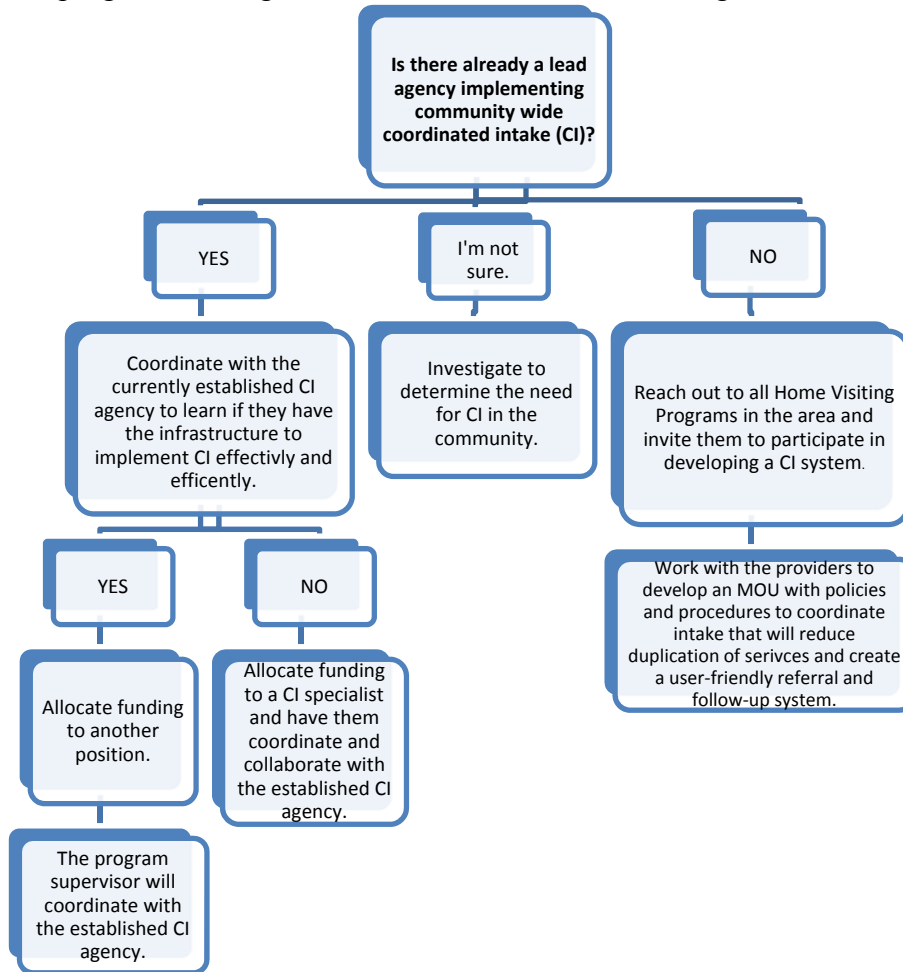 Is there already a lead
agency implementing
community wide
coordinated intake (CI)?
YES
I'm not
sure.
NO
Coordinate with the
currently established CI
agency to learn if they have
the infrastructure to
implement CI effectivly and
efficently.
Investigate to
determine the need
for CI in the
community.
Reach out to all Home Visiting
Programs in the area and
invite them to participate in
developing a CI system.
YES
NO
Work with the providers to
develop an MOU with policies
and procedures to coordinate
intake that will reduce
duplication of serivces and create
a user-friendly referral and
follow-up system.
Allocate funding
to another
position.
Allocate funding
to a CI specialist
and have them
coordinate and
collaborate with
the established CI
agency.
The program
supervisor will
coordinate with
the established CI
agency.